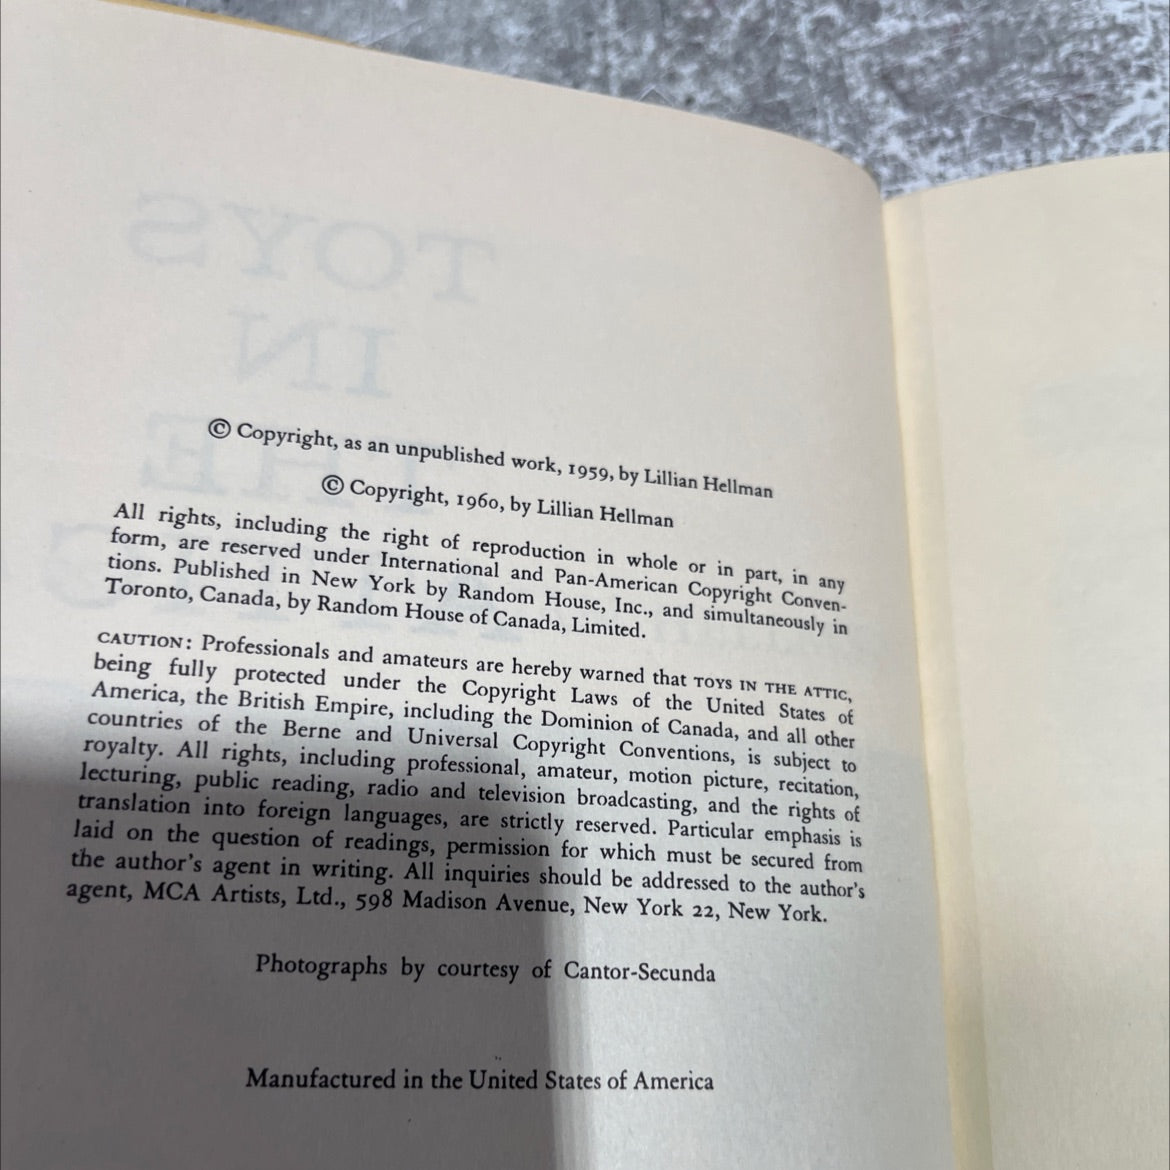 TOYS
IN
THE
© Copyright, as an unpublished work, 1959, by Lillian Hellman
© Copyright, 1960, by Lillian Hellman
All rights, including the right of reproduction in whole or in part, in any
form, are reserved under International and Pan-American Copyright Conven-
tions. Published in New York by Random House, Inc., and simultaneously in
Toronto, Canada, by Random House of Canada, Limited.
CAUTION: Professionals and amateurs are hereby warned that TOYS IN THE ATTIC,
being fully protected under the Copyright Laws of the United States of
America, the British Empire, including the Dominion of Canada, and all other
countries of the Berne and Universal Copyright Conventions, is subject to
royalty. All rights, including professional, amateur, motion picture, recitation,
lecturing, public reading, radio and television broadcasting, and the rights of
translation into foreign languages, are strictly reserved. Particular emphasis is
laid on the question of readings, permission for which must be secured from
the author's agent in writing. All inquiries should be addressed to the author's
agent, MCA Artists, Ltd., 598 Madison Avenue, New York 22, New York.
Photographs by courtesy of Cantor-Secunda
Manufactured in the United States of America